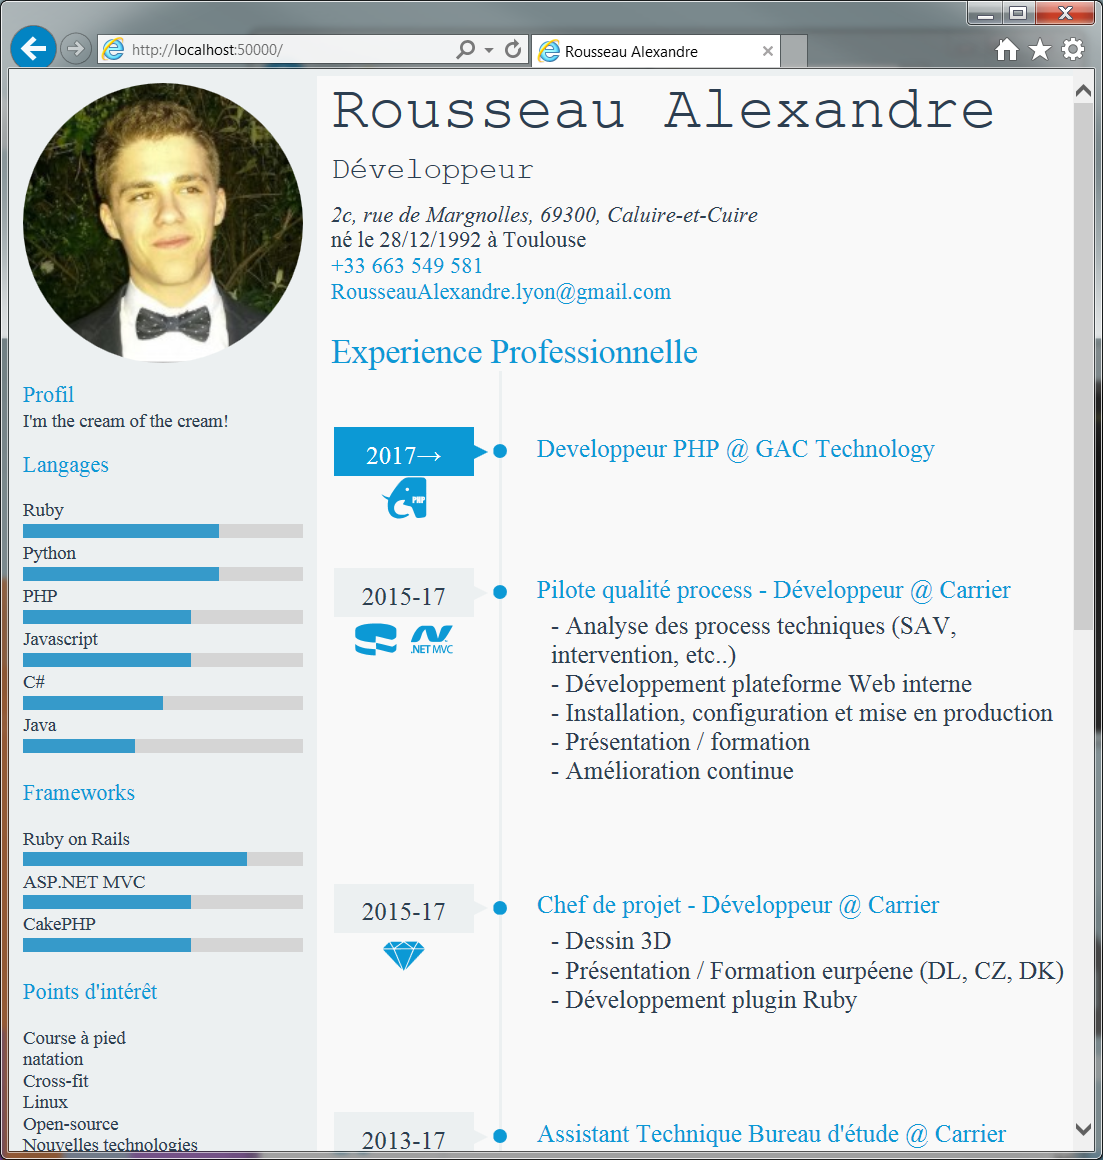 http://localhost:50000/
Rousseau Alexandre
Rousseau Alexandre
Développeur
2c, rue de Margnolles, 69300, Caluire-et-Cuire
né le 28/12/1992 à Toulouse
+33 663 549 581
RousseauAlexandre.lyon@gmail.com
Profil
I'm the cream of the cream!
Langages
Ruby
Python
PHP
Javascript
C#
Java
Frameworks
Ruby on Rails
ASP.NET MVC
CakePHP
Points d'intérêt
Course à pied
natation
Cross-fit
Linux
Open-source
Nouvelles technologies
Experience Professionnelle
2017→
PHP
Developpeur PHP @ GAC Technology
2015-17
.NET MVC
Pilote qualité process - Développeur @ Carrier
- Analyse des process techniques (SAV,
intervention, etc..)
- Développement plateforme Web interne
- Installation, configuration et mise en production
- Présentation / formation
- Amélioration continue
2015-17
Chef de projet - Développeur @ Carrier
- Dessin 3D
- Présentation / Formation eurpéene (DL, CZ, DK)
- Développement plugin Ruby
2013-17
Assistant Technique Bureau d'étude @ Carrier